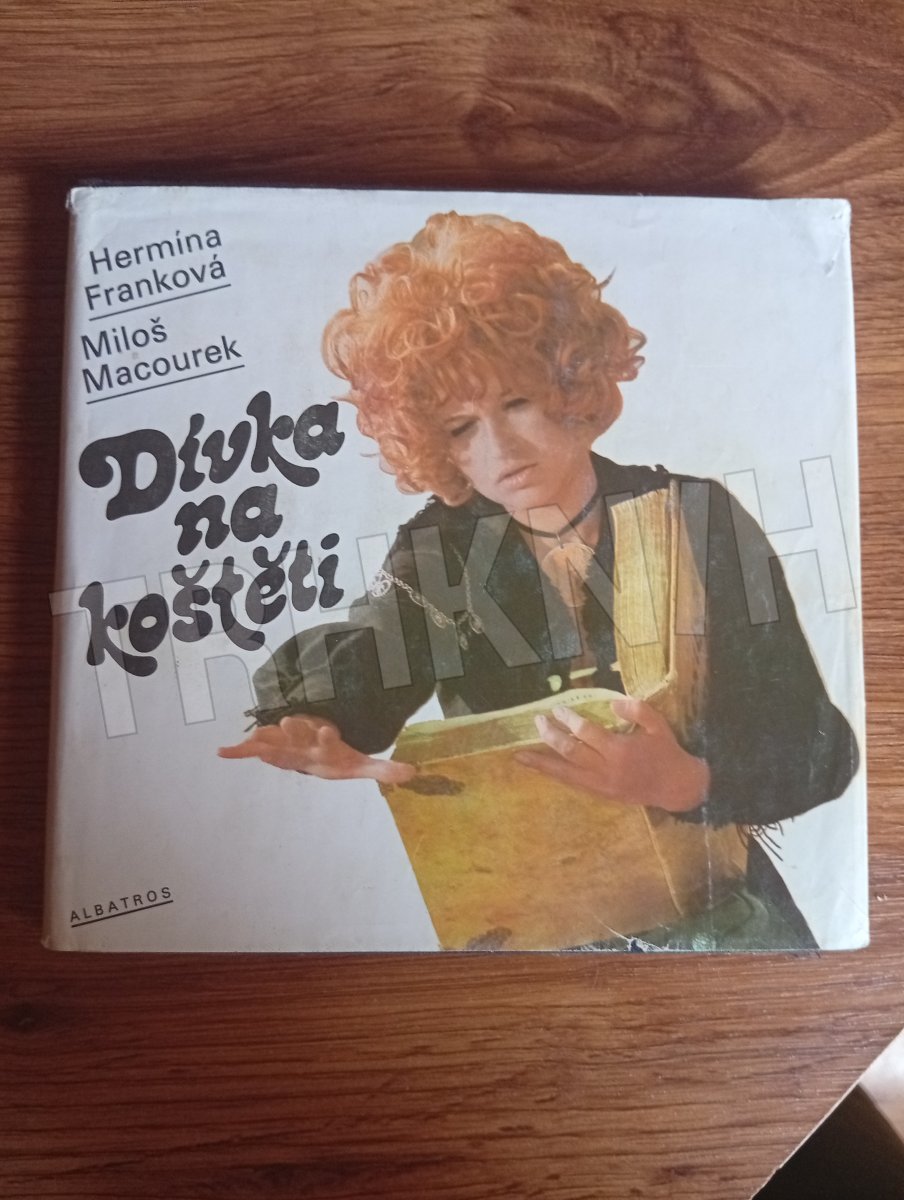 Hermína
Franková
Miloš
Macourek
Dívka
na
koštěti
TRHKNIH
ALBATROS